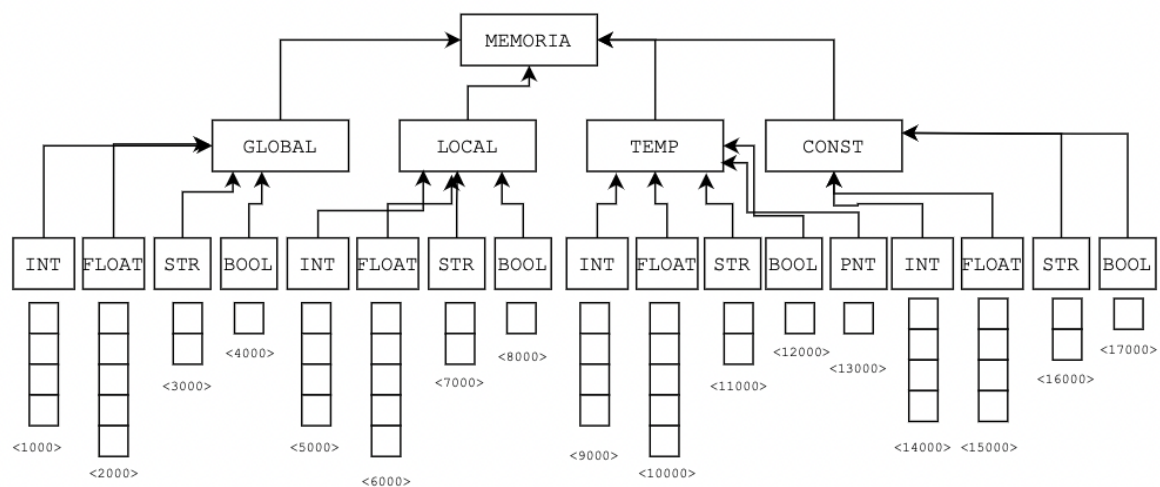 MEMORIA
GLOBAL
LOCAL
TEMP
CONST
INT
FLOAT
STR
BOOL
INT
FLOAT
STR
BOOL
INT
FLOAT
STR
BOOL
PNT
INT
FLOAT
STR
BOOL
<1000>
<2000>
<3000>
<4000>
<5000>
<6000>
<7000>
<8000>
<9000>
<10000>
<11000>
<12000>
<13000>
<14000>
<15000>
<16000>
<17000>